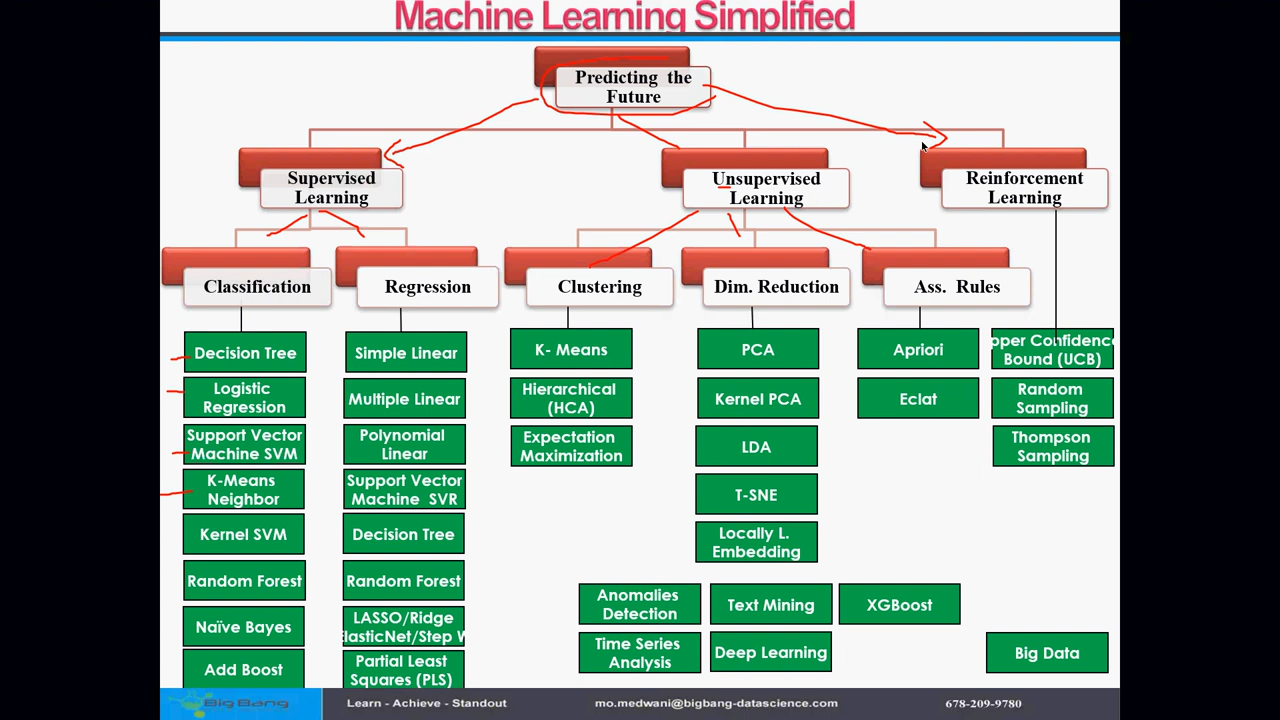 Machine Learning Simplified
Predicting the
Future
Supervised
Learning
Unsupervised
Learning
Reinforcement
Learning
Classification
Regression
Clustering
Dim. Reduction
Ass. Rules
Decision Tree
Logistic
Regression
Support Vector
Machine SVM
K-Means
Neighbor
Kernel SVM
Random Forest
Naïve Bayes
Add Boost
Simple Linear
Multiple Linear
Polynomial
Linear
Support Vector
Machine SVR
Decision Tree
Random Forest
LASSO/Ridge
ElasticNet/Step W
Partial Least
Squares (PLS)
K- Means
Hierarchical
(HCA)
Expectation
Maximization
PCA
Kernel PCA
LDA
T-SNE
Locally L.
Embedding
Apriori
Eclat
pper Confidence
Bound (UCB)
Random
Sampling
Thompson
Sampling
Anomalies
Detection
Text Mining
XGBoost
Time Series
Analysis
Deep Learning
Big Data
Big Bang
Learn - Achieve - Standout
mo.medwani@bigbang-datascience.com
678-209-9780